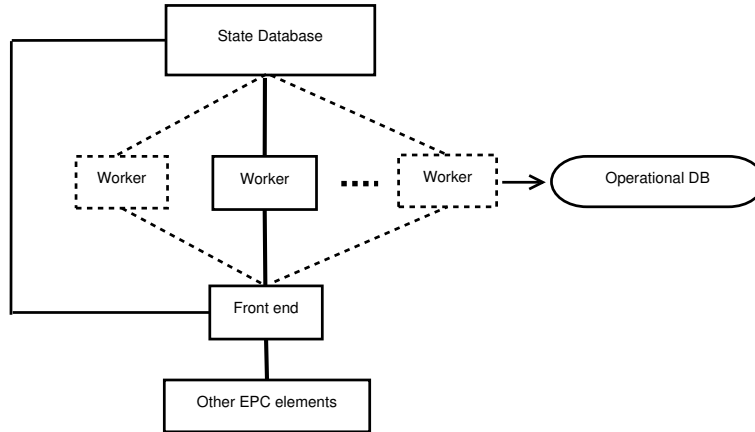 State Database
Worker
Worker
Worker
Operational DB
Front end
Other EPC elements